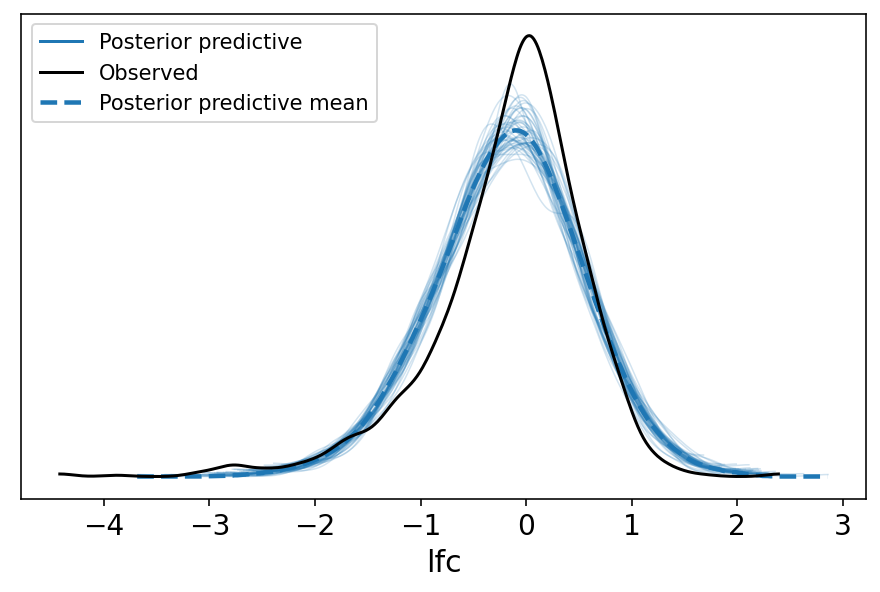 Posterior predictive
Observed
Posterior predictive mean
−4 −3 −2 −1 0 1 2 3
lfc